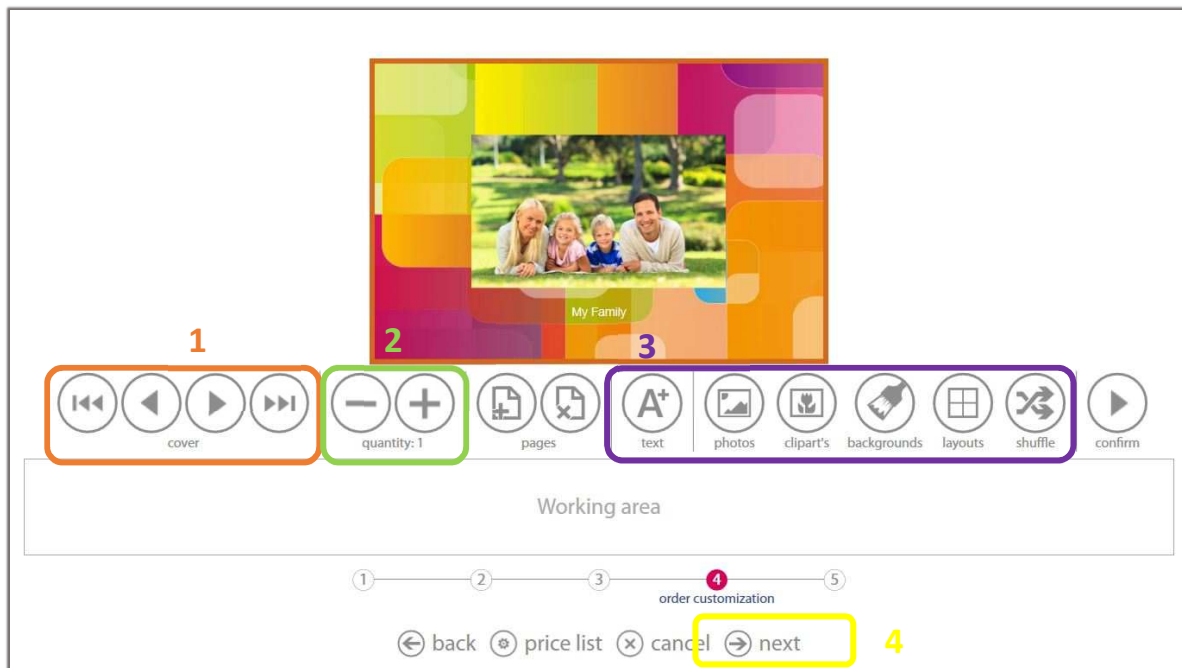 My Family
1
2
3
A+
cover
quantity: 1
pages
text
photos
clipart's
backgrounds
layouts
shuffle
confirm
Working area
1
2
3
4
5
order customization
back
price list
cancel
next
4